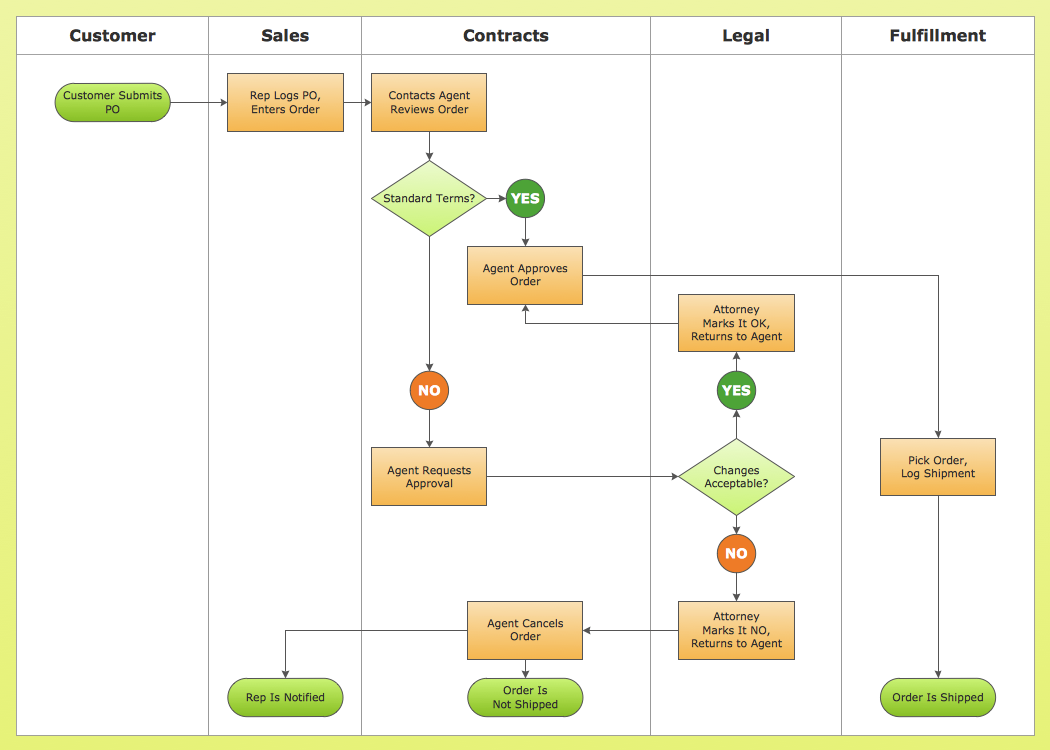 Customer
Sales
Contracts
Legal
Fulfillment
Customer Submits
PO
Rep Logs PO,
Enters Order
Contacts Agent
Reviews Order
Standard Terms?
YES
Agent Approves
Order
Attorney
Marks It OK,
Returns to Agent
NO
YES
Agent Requests
Approval
Changes
Acceptable?
Pick Order,
Log Shipment
NO
Agent Cancels
Order
Attorney
Marks It NO,
Returns to Agent
Rep Is Notified
Order Is
Not Shipped
Order Is Shipped